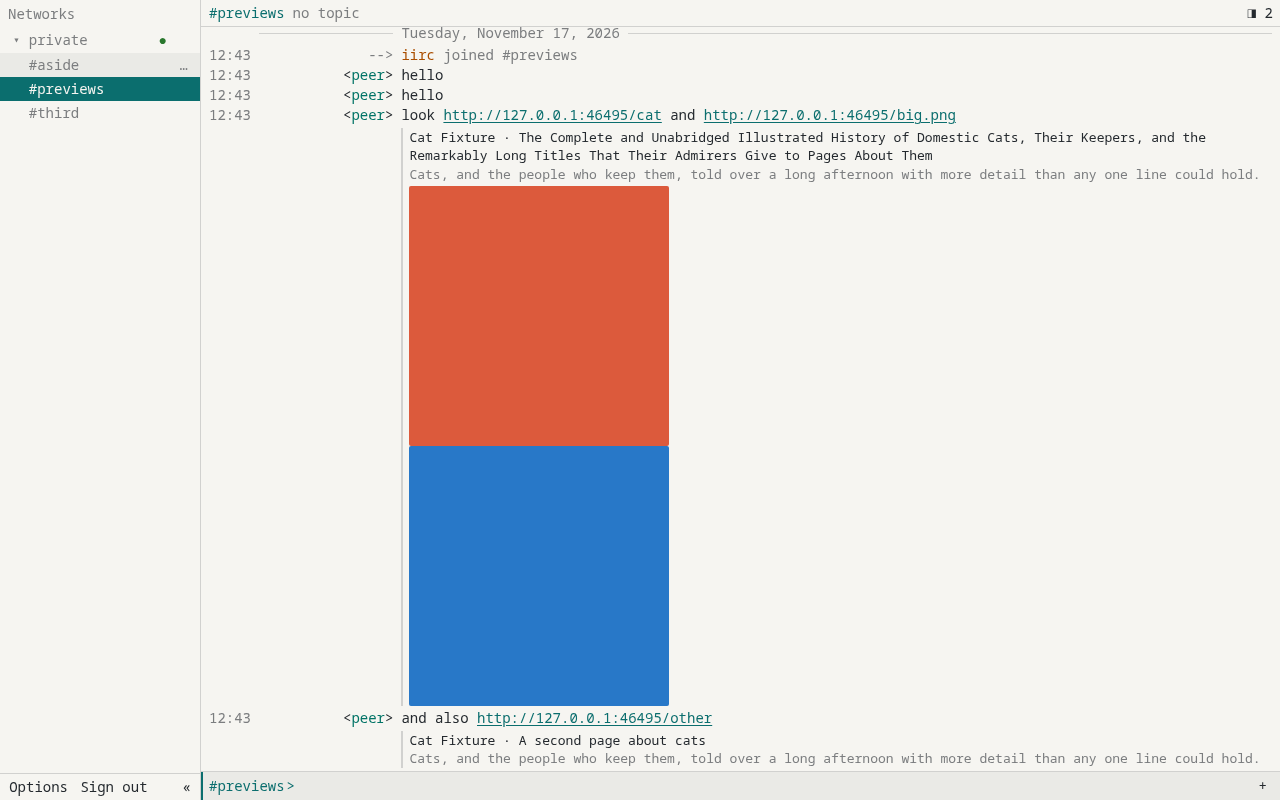 Networks
▾ private ●
#aside …
#previews
#third
Options Sign out «
#previews no topic ◨ 2
Tuesday, November 17, 2026
12:43 --> iirc joined #previews
12:43 <peer> hello
12:43 <peer> hello
12:43 <peer> look http://127.0.0.1:46495/cat and http://127.0.0.1:46495/big.png
Cat Fixture · The Complete and Unabridged Illustrated History of Domestic Cats, Their Keepers, and the
Remarkably Long Titles That Their Admirers Give to Pages About Them
Cats, and the people who keep them, told over a long afternoon with more detail than any one line could hold.
12:43 <peer> and also http://127.0.0.1:46495/other
Cat Fixture · A second page about cats
Cats, and the people who keep them, told over a long afternoon with more detail than any one line could hold.
#previews> +